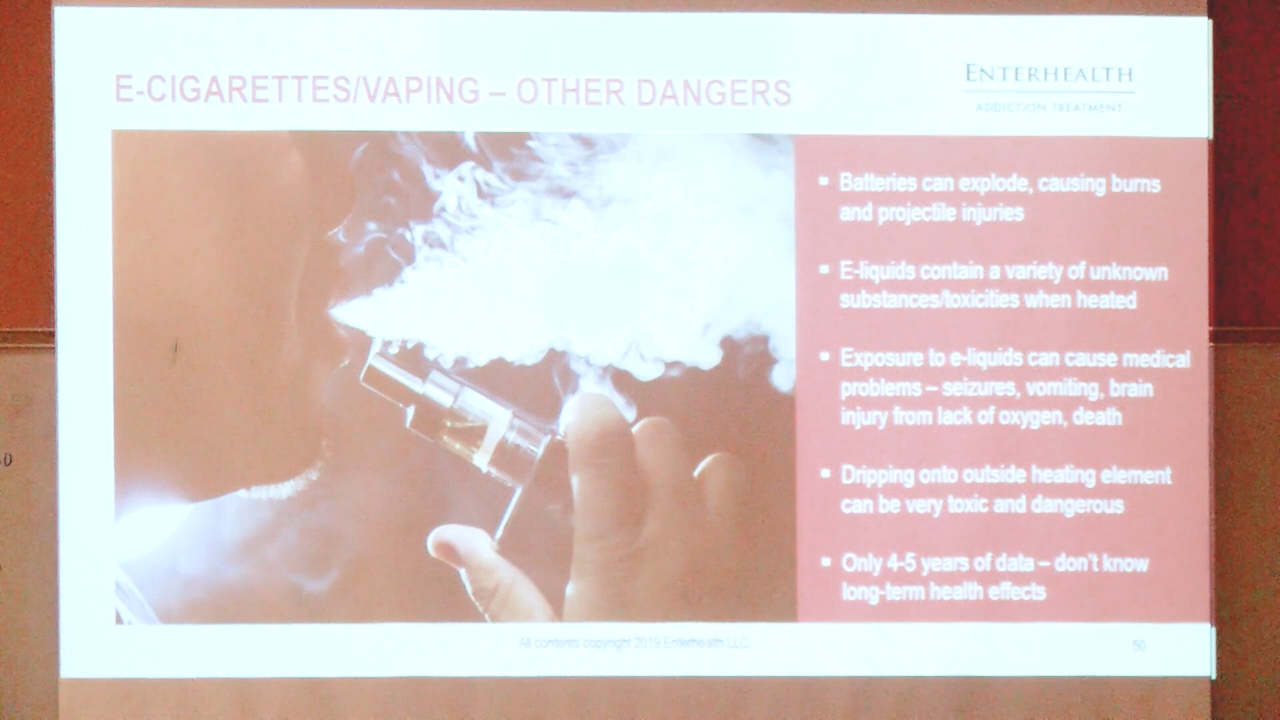 E-CIGARETTES/VAPING – OTHER DANGERS
ENTERHEALTH
ADDICTION TREATMENT
▪ Batteries can explode, causing burns
and projectile injuries
▪ E-liquids contain a variety of unknown
substances/toxicities when heated
▪ Exposure to e-liquids can cause medical
problems – seizures, vomiting, brain
injury from lack of oxygen, death
▪ Dripping onto outside heating element
can be very toxic and dangerous
▪ Only 4-5 years of data – don't know
long-term health effects
All contents copyright 2019 Enterhealth LLC
50